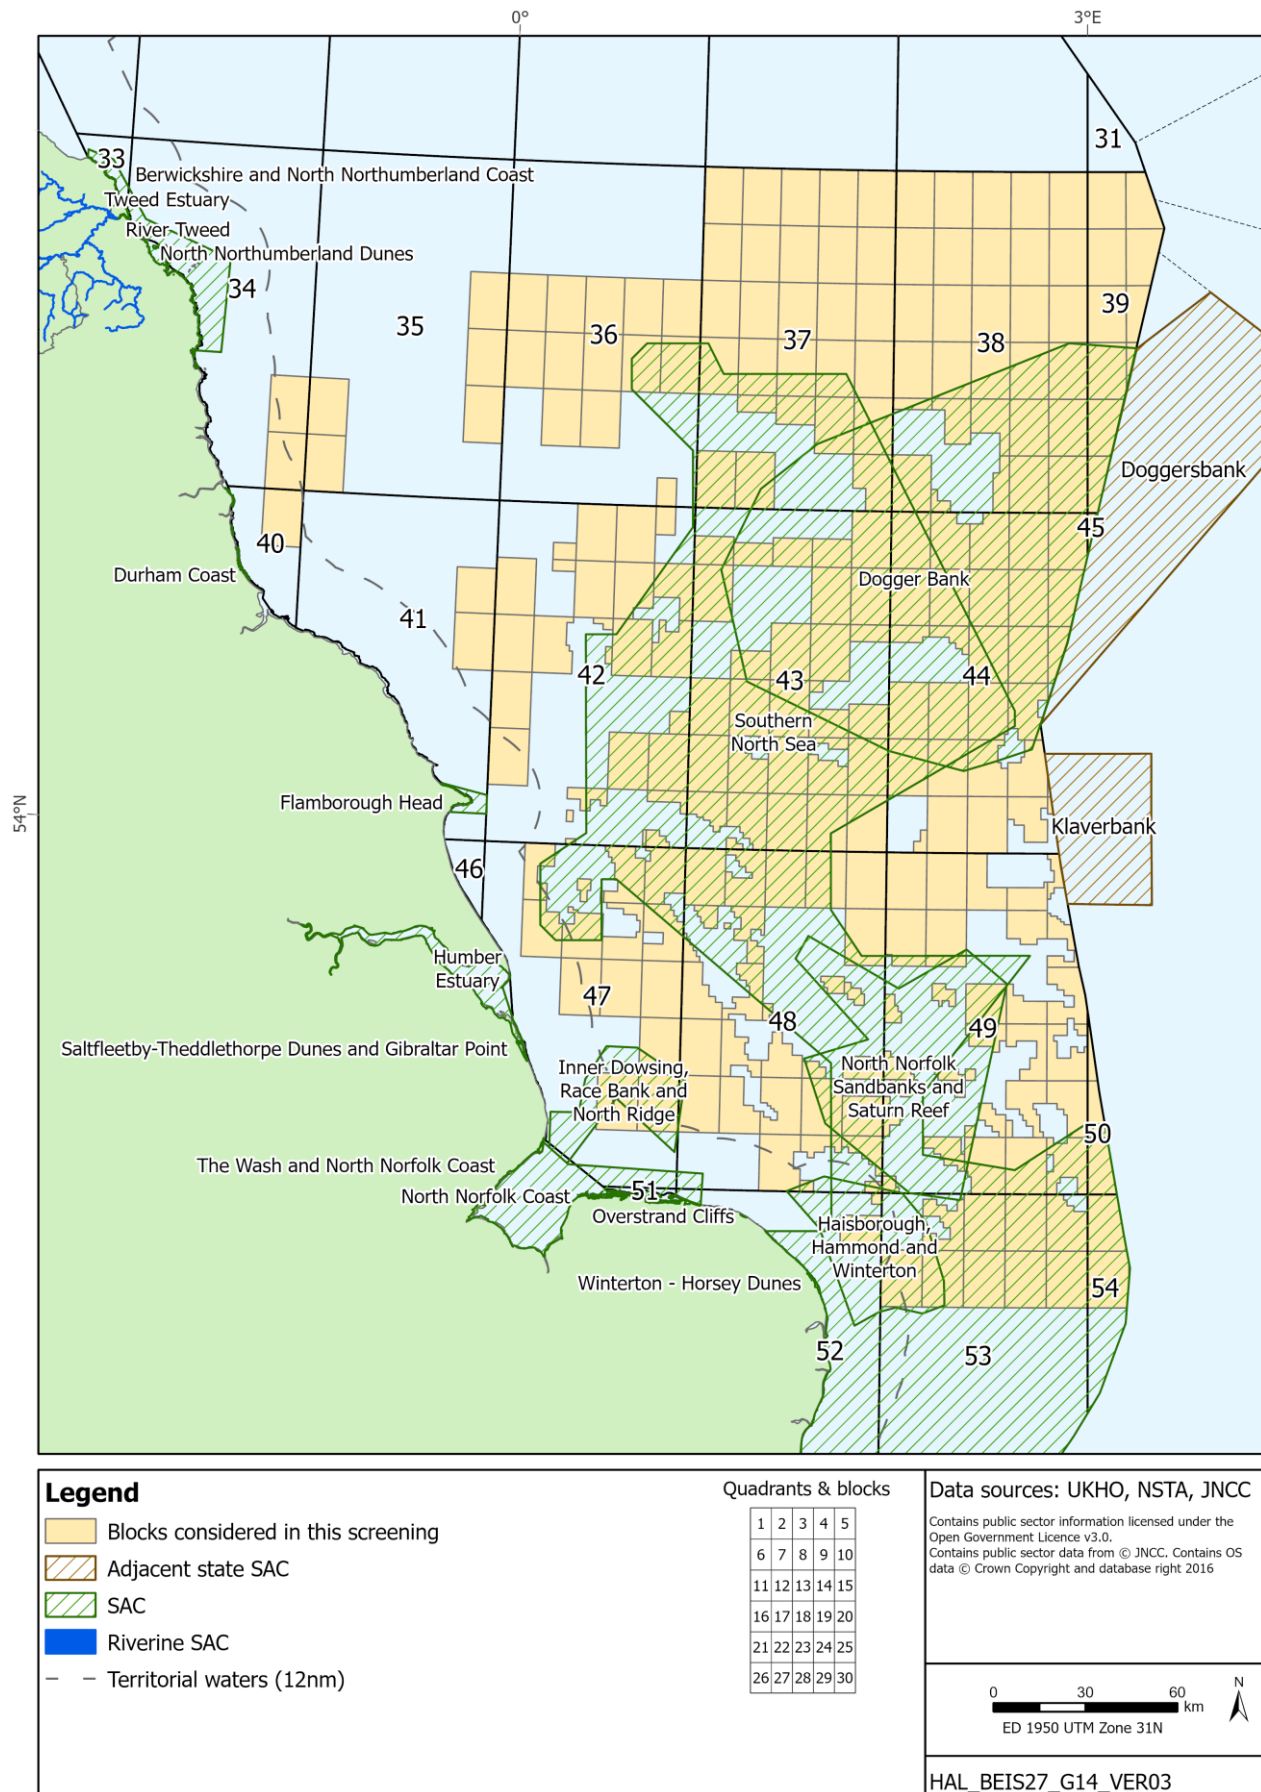 0°
3°E
31
33
Berwickshire and North Northumberland Coast
Tweed Estuary
River Tweed
North Northumberland Dunes
34
39
35
36
37
38
Doggersbank
45
40
Durham Coast
Dogger Bank
41
42
43
44
Southern
North Sea
Flamborough Head
54°N
Klaverbank
46
Humber
Estuary
47
48
49
Saltfleetby-Theddlethorpe Dunes and Gibraltar Point
Inner Dowsing,
Race Bank and
North Ridge
North Norfolk
Sandbanks and
Saturn Reef
50
The Wash and North Norfolk Coast
North Norfolk Coast
51
Overstrand Cliffs
Haisborough,
Hammond and
Winterton
Winterton - Horsey Dunes
54
52
53
Legend
Blocks considered in this screening
Adjacent state SAC
SAC
Riverine SAC
Territorial waters (12nm)
Quadrants & blocks
1 2 3 4 5
6 7 8 9 10
11 12 13 14 15
16 17 18 19 20
21 22 23 24 25
26 27 28 29 30
Data sources: UKHO, NSTA, JNCC
Contains public sector information licensed under the
Open Government Licence v3.0.
Contains public sector data from © JNCC. Contains OS
data © Crown Copyright and database right 2016
0 30 60
km
N
ED 1950 UTM Zone 31N
HAL_BEIS27_G14_VER03